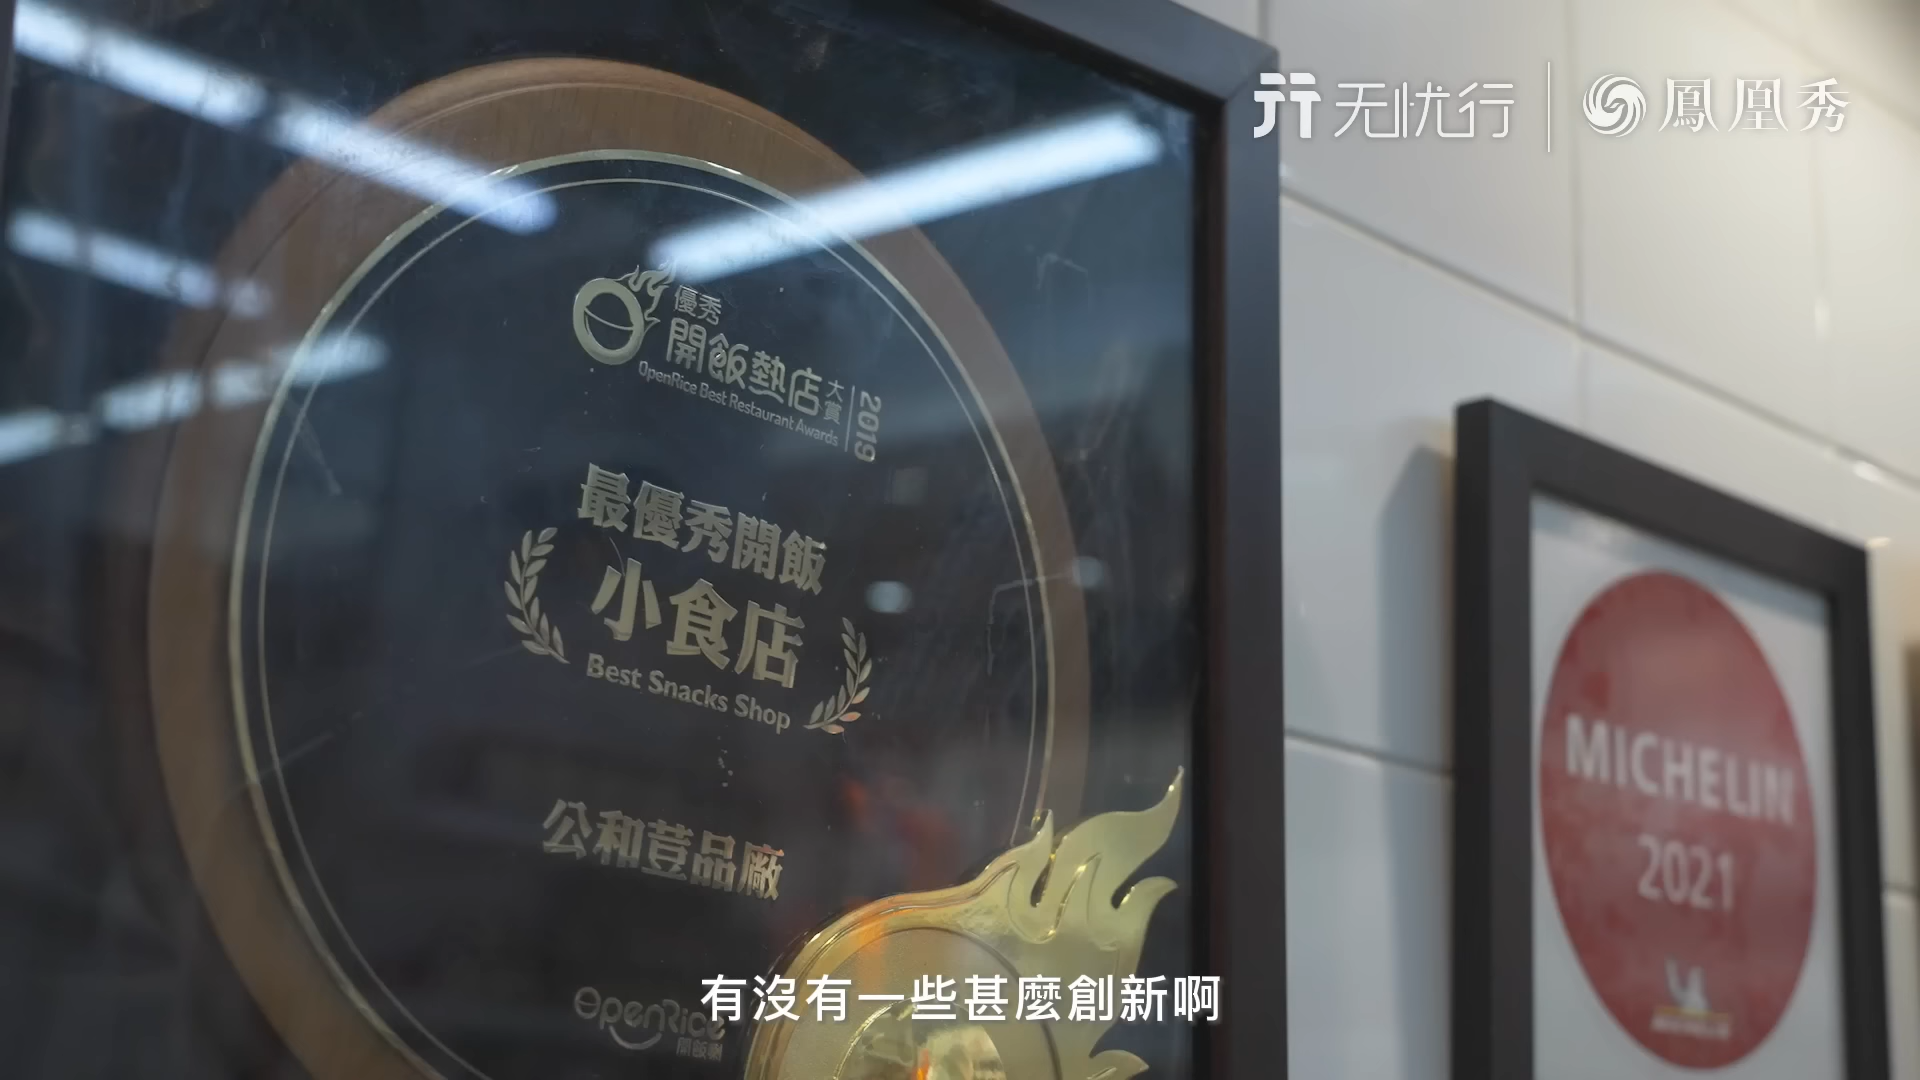 无忧行
鳳凰秀
優秀
開飯熱店
大賞
2019
OpenRice Best Restaurant Awards
最優秀開飯
小食店
Best Snacks Shop
公和荳品廠
OpenRice
開飯喇
MICHELIN
2021
有沒有一些甚麼創新啊